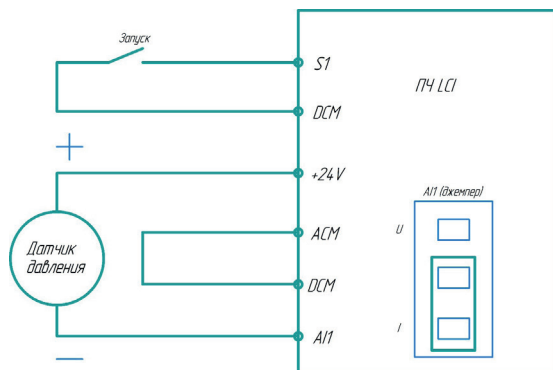 Запуск
S1
ПЧ LCI
DCM
+
+24V
AI1 (джемпер)
ACM
U
Датчик
давления
DCM
I
AI1
—